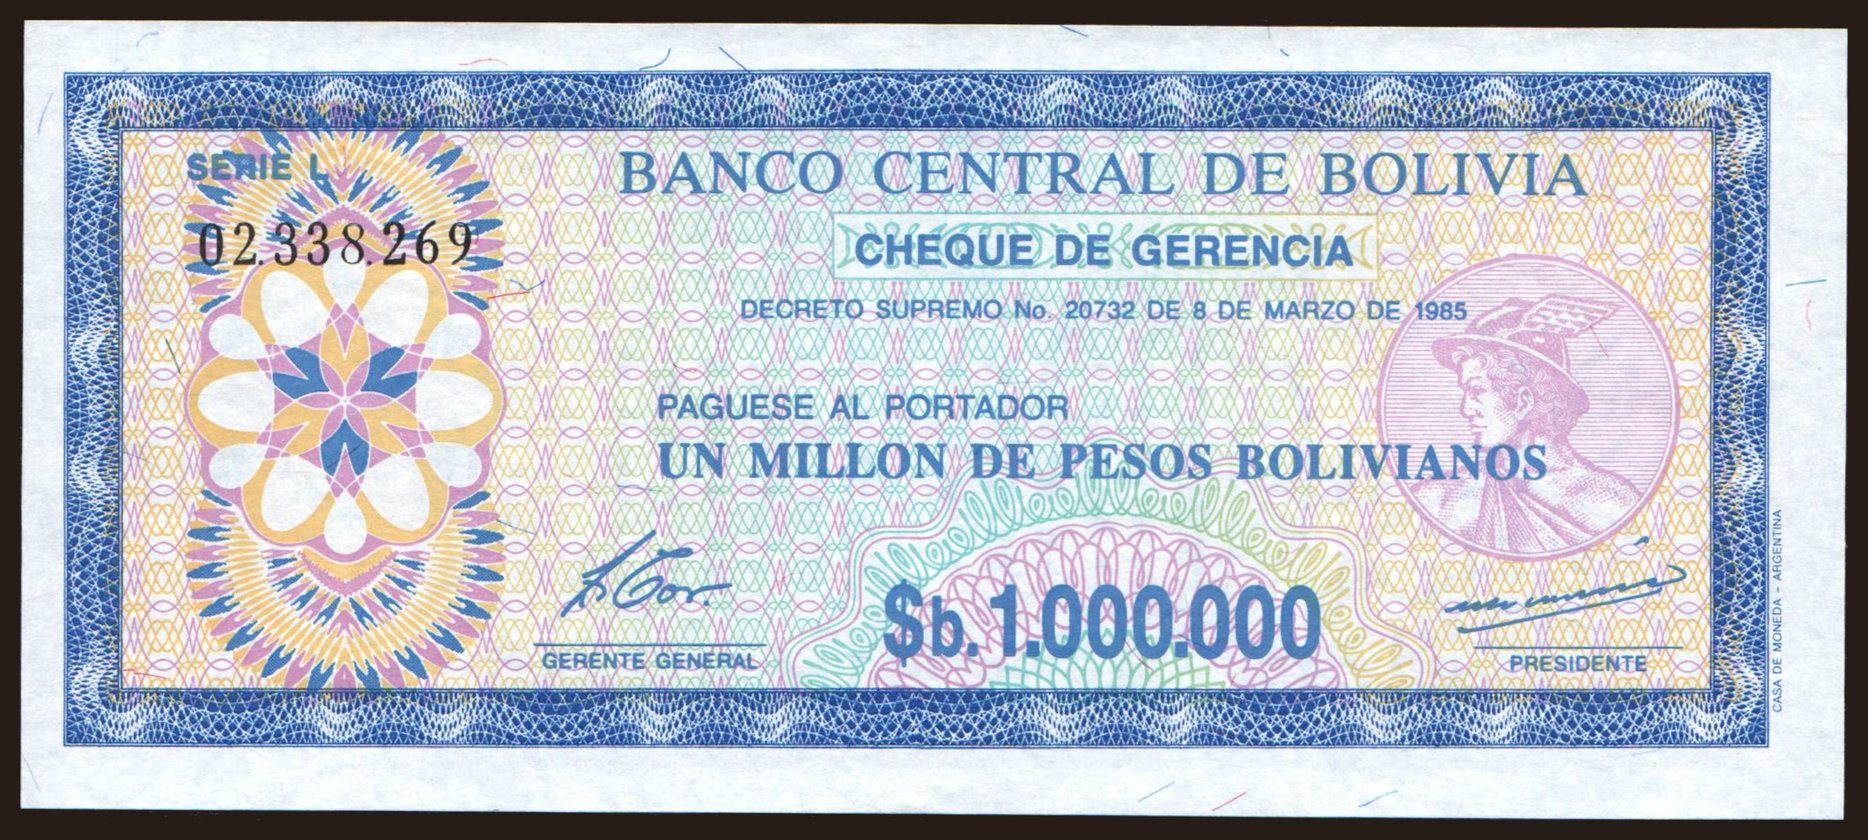 SERIE L
02.338.269
BANCO CENTRAL DE BOLIVIA
CHEQUE DE GERENCIA
DECRETO SUPREMO No. 20732 DE 8 DE MARZO DE 1985
PAGUESE AL PORTADOR
UN MILLON DE PESOS BOLIVIANOS
$b. 1.000.000
GERENTE GENERAL
PRESIDENTE
CASA DE MONEDA - ARGENTINA